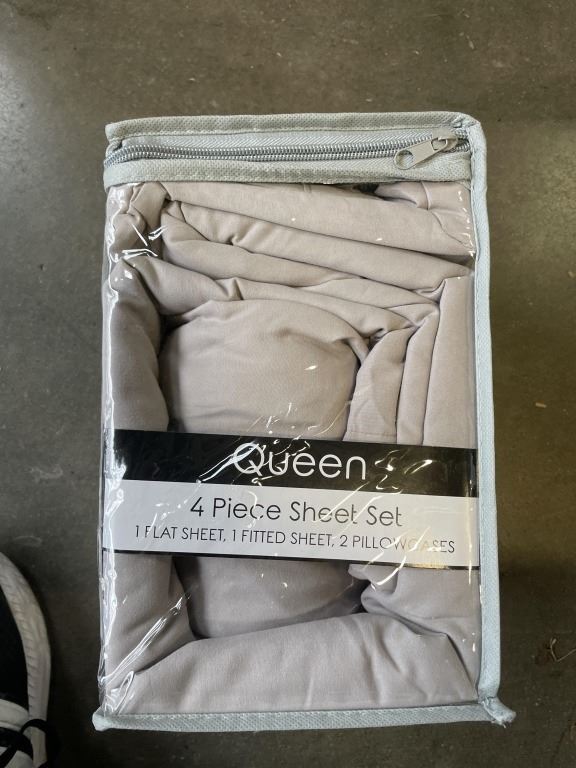 Queen
4 Piece Sheet Set
1 FLAT SHEET, 1 FITTED SHEET, 2 PILLOWCASES